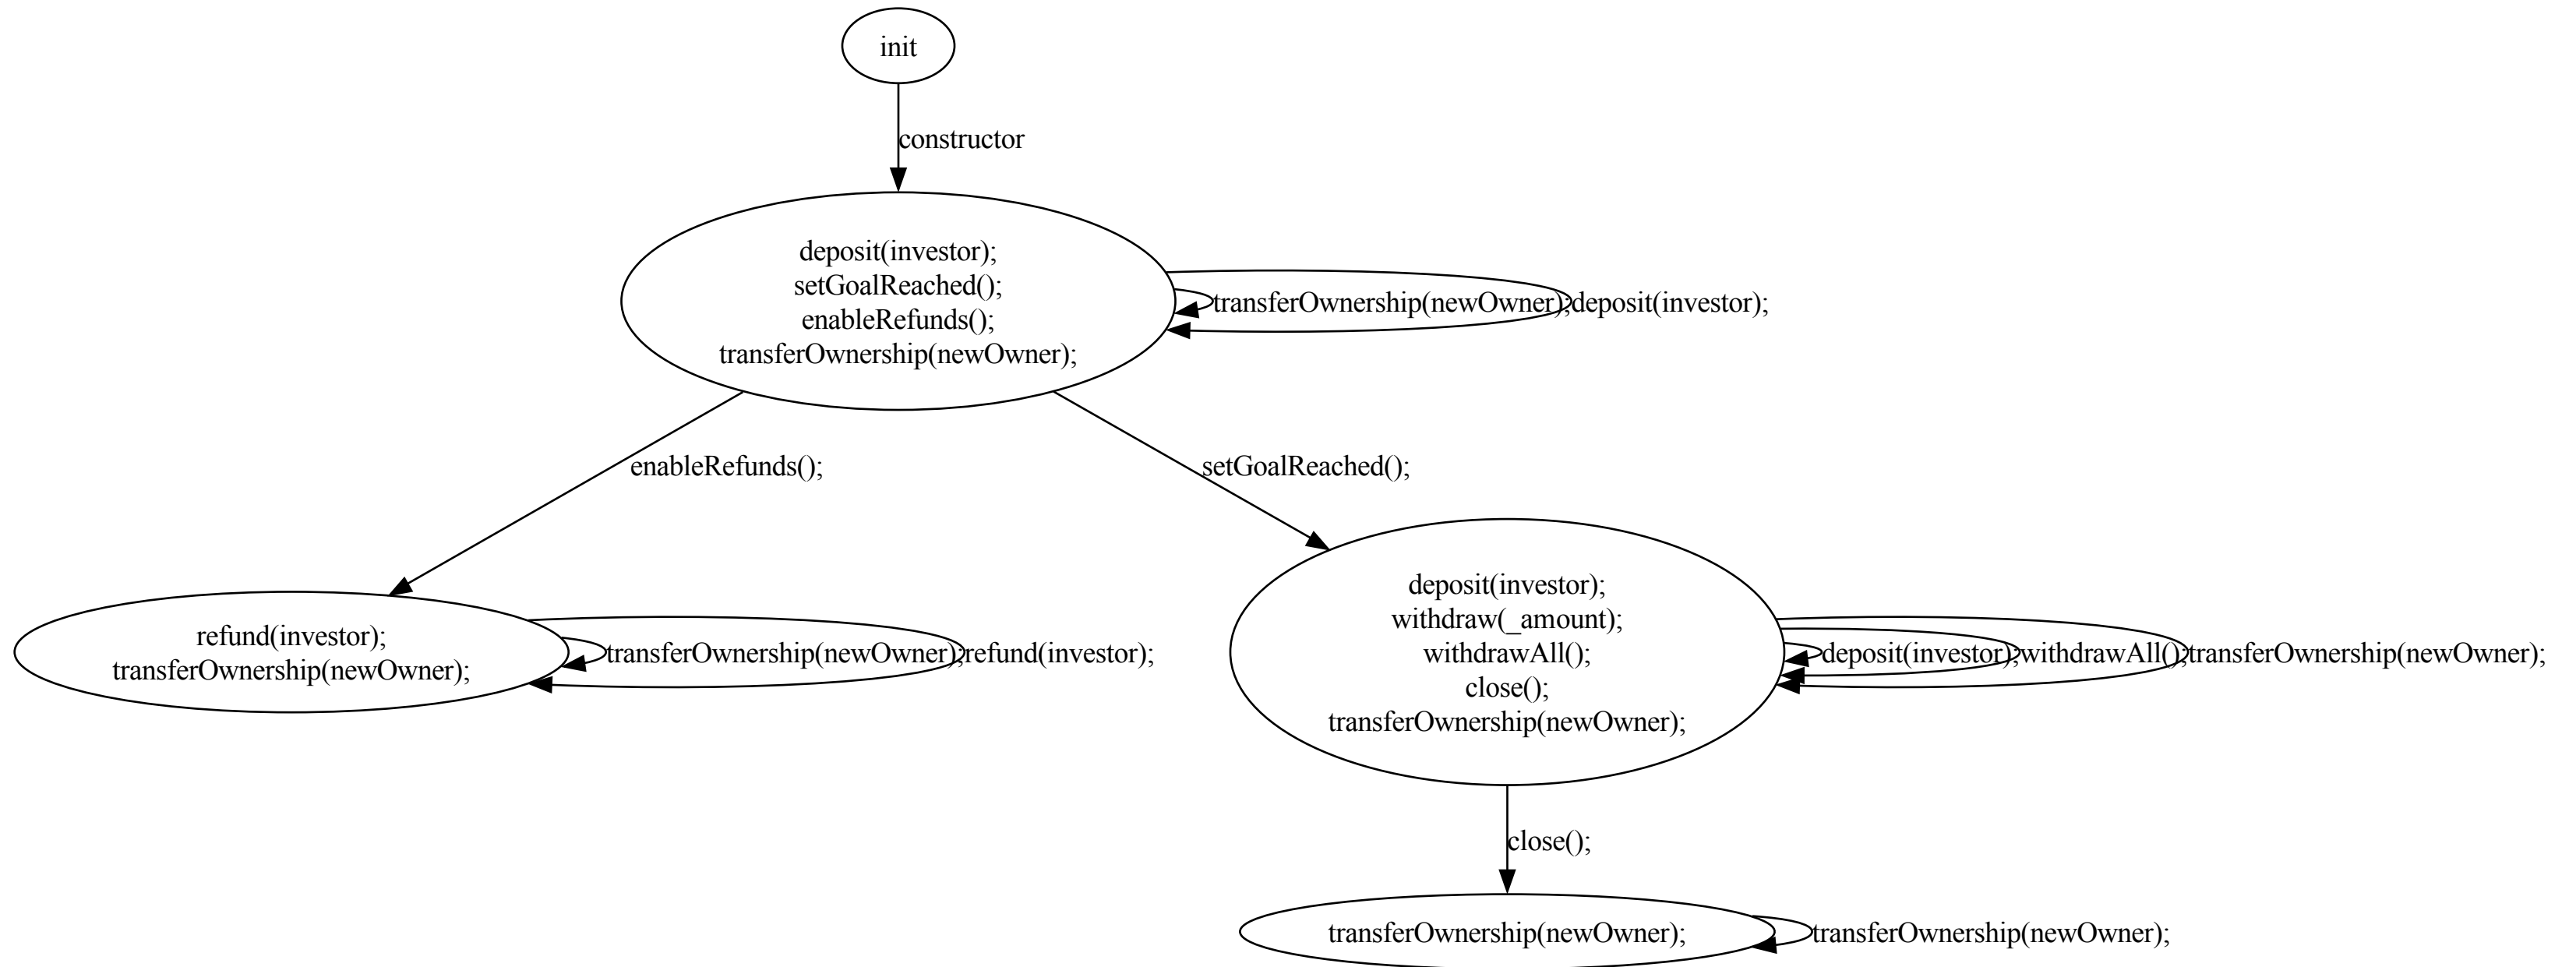 init
constructor
deposit(investor);
setGoalReached();
enableRefunds();
transferOwnership(newOwner);
transferOwnership(newOwner);
deposit(investor);
enableRefunds();
setGoalReached();
refund(investor);
transferOwnership(newOwner);
transferOwnership(newOwner);
refund(investor);
deposit(investor);
withdraw(_amount);
withdrawAll();
close();
transferOwnership(newOwner);
deposit(investor);
withdrawAll();
transferOwnership(newOwner);
close();
transferOwnership(newOwner);
transferOwnership(newOwner);